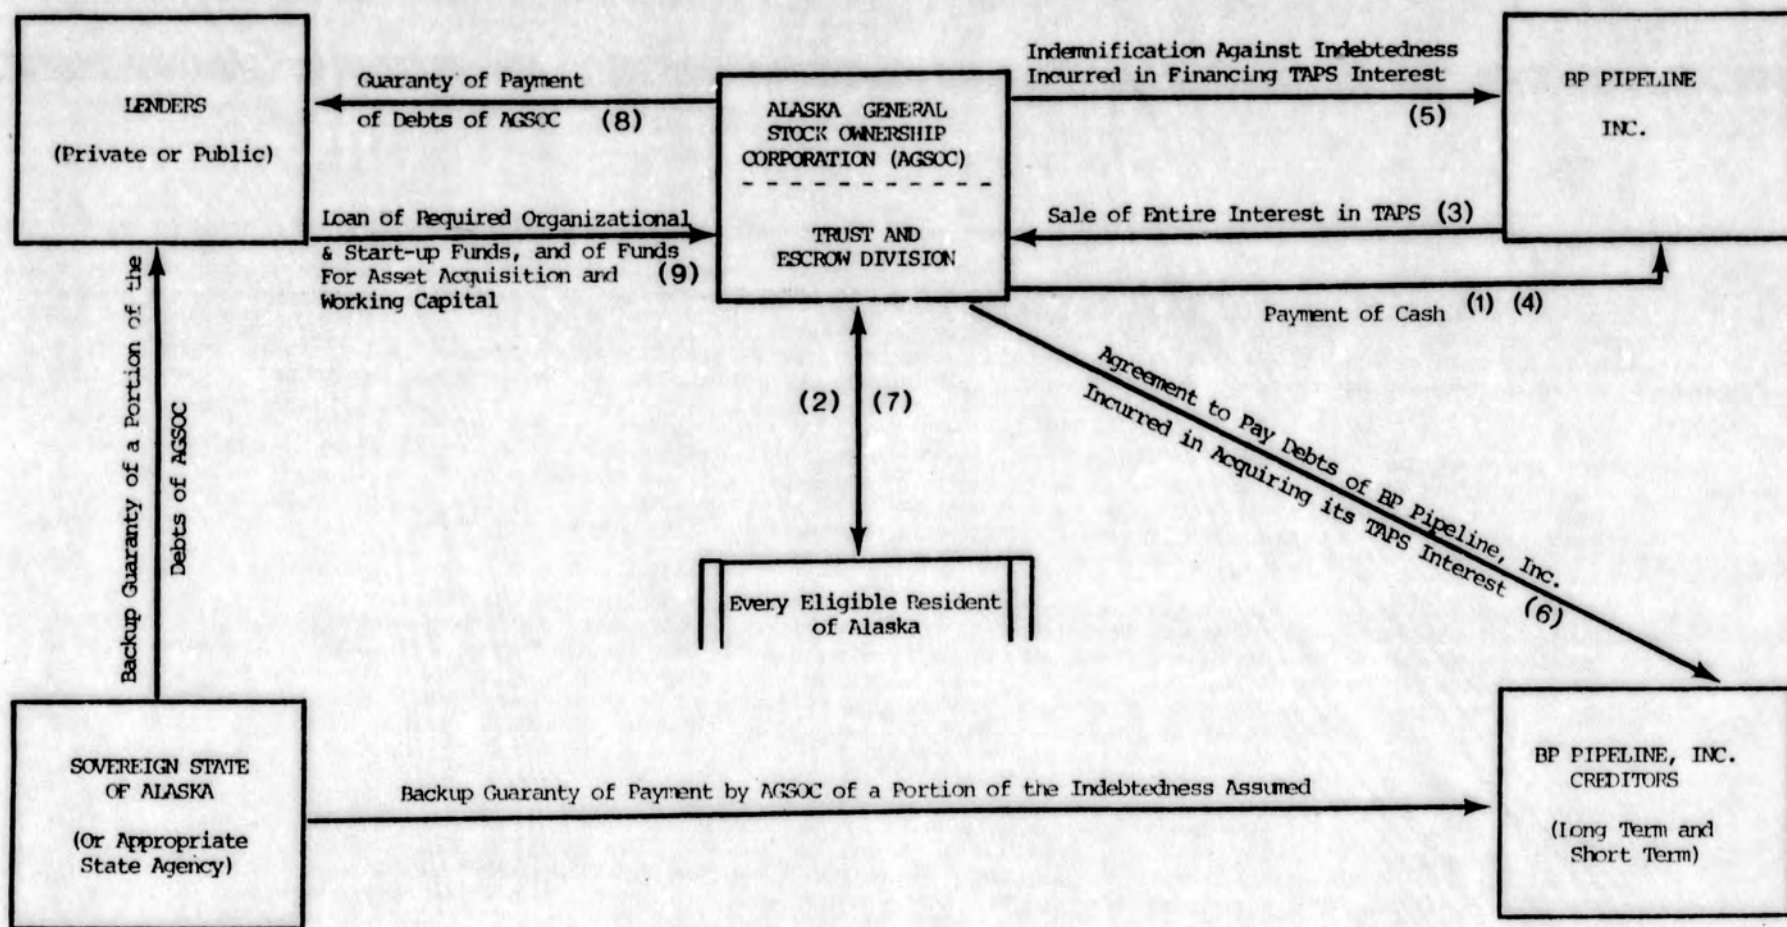 LENDERS
(Private or Public)
Guaranty of Payment
of Debts of AGSOC (8)
Loan of Required Organizational
& Start-up Funds, and of Funds
For Asset Acquisition and (9)
Working Capital
ALASKA GENERAL
STOCK OWNERSHIP
CORPORATION (AGSOC)
- - - - - - - - - - - -
TRUST AND
ESCROW DIVISION
Indemnification Against Indebtedness
Incurred in Financing TAPS Interest
(5)
Sale of Entire Interest in TAPS (3)
Payment of Cash (1) (4)
BP PIPELINE
INC.
Backup Guaranty of a Portion of the
Debts of AGSOC
(2) (7)
Agreement to Pay Debts of BP Pipeline, Inc.
Incurred in Acquiring its TAPS Interest (6)
Every Eligible Resident
of Alaska
SOVEREIGN STATE
OF ALASKA
(Or Appropriate
State Agency)
Backup Guaranty of Payment by AGSOC of a Portion of the Indebtedness Assumed
BP PIPELINE, INC.
CREDITORS
(Long Term and
Short Term)